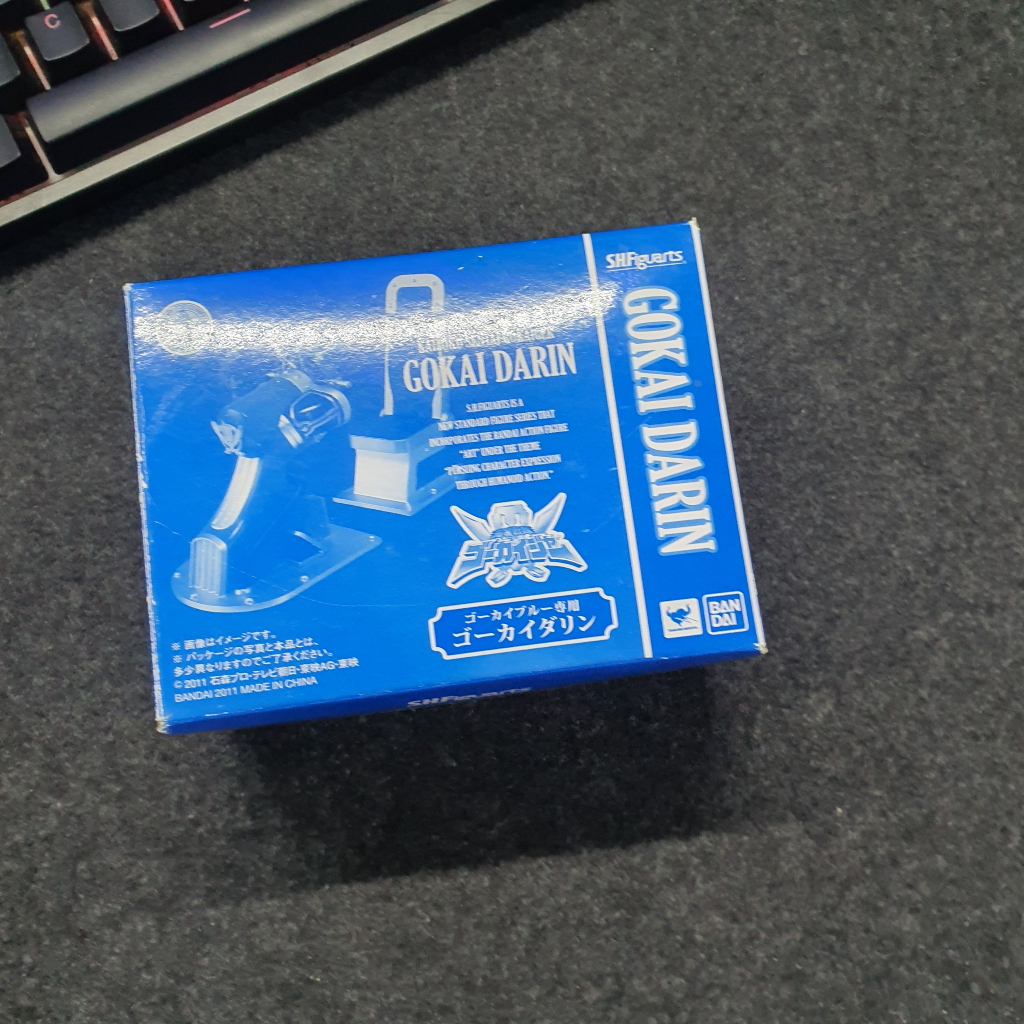 C
GOKAI DARIN
S.H.FIGUARTS IS A
NEW STANDARD FIGURE SERIES THAT
INCORPORATES THE BANDAI ACTION FIGURE
"ART" UNDER THE THEME
"PURSUING CHARACTER EXPRESSION
THROUGH HUMANOID ACTION"
ゴーカイジャー
ゴーカイブルー専用
ゴーカイダリン
※ 画像はイメージです。
※ パッケージの写真と本品とは、
多少異なりますのでご了承ください。
© 2011 石森プロ・テレビ朝日・東映AG・東映
BANDAI 2011 MADE IN CHINA
S.H.Figuarts
GOKAI DARIN
BAN
DAI
S.H.Figuarts